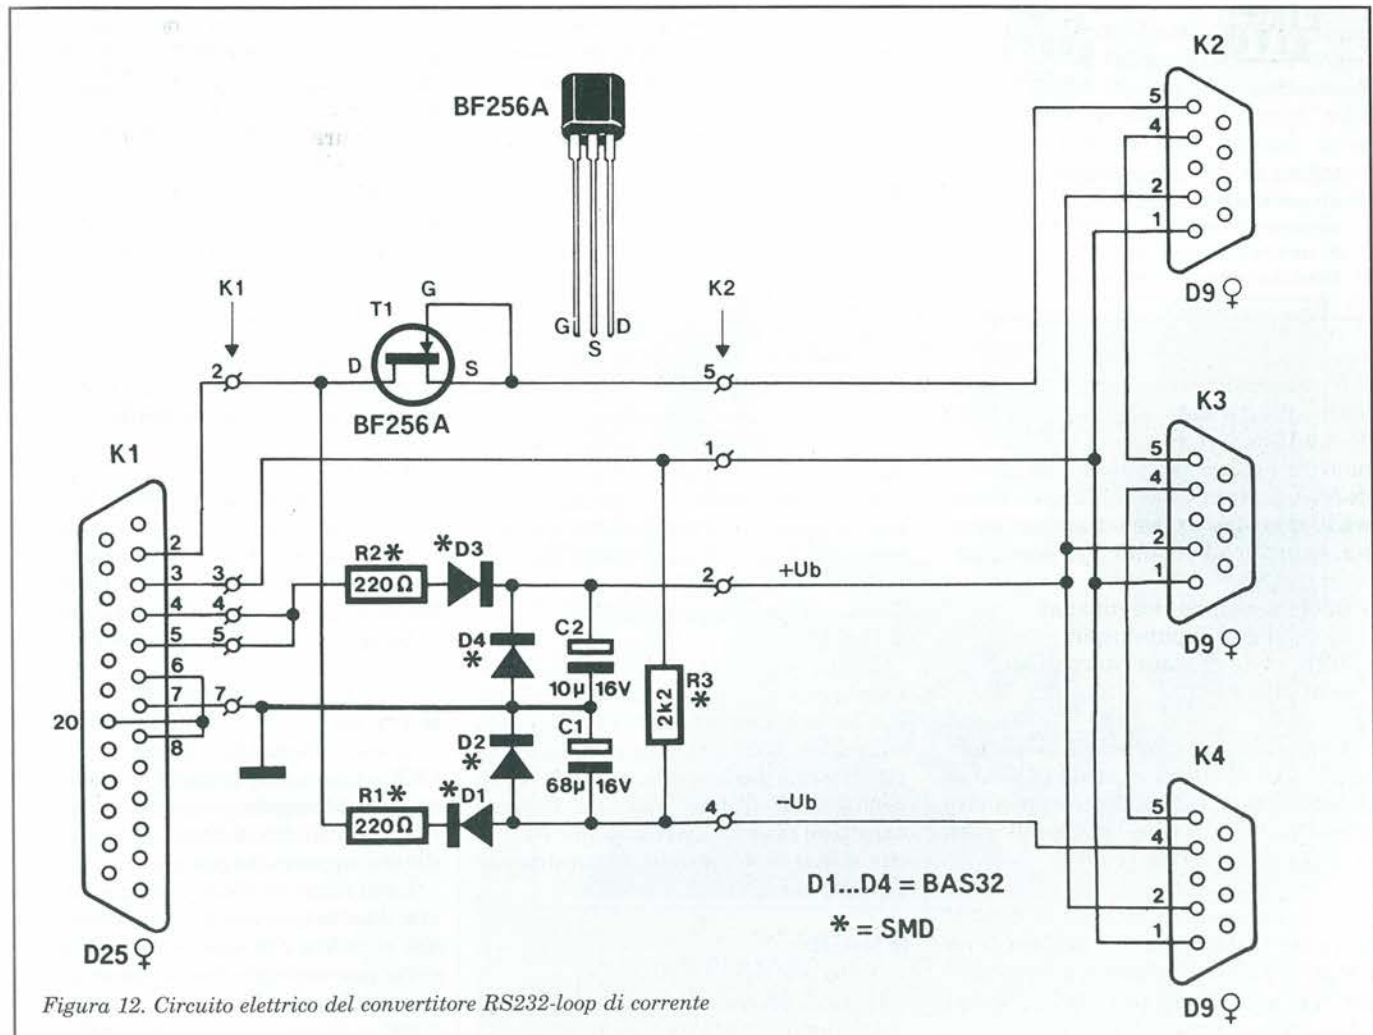 K2
BF256A
5
4
2
1
D9 ♀
G
S
D
K1
T1
G
K2
2
D
S
5
BF256A
K3
K1
1
5
4
2
1
D9 ♀
2
3
3
4
4
5
5
6
7
7
20
8
R2*
220Ω
*D3
2
+Ub
D4
*
C2
10µ 16V
R3
*
2k2
D2
*
C1
68µ 16V
R1*
220Ω
*D1
4
-Ub
K4
5
4
2
1
D9 ♀
D1...D4 = BAS32
* = SMD
D25 ♀
Figura 12. Circuito elettrico del convertitore RS232-loop di corrente